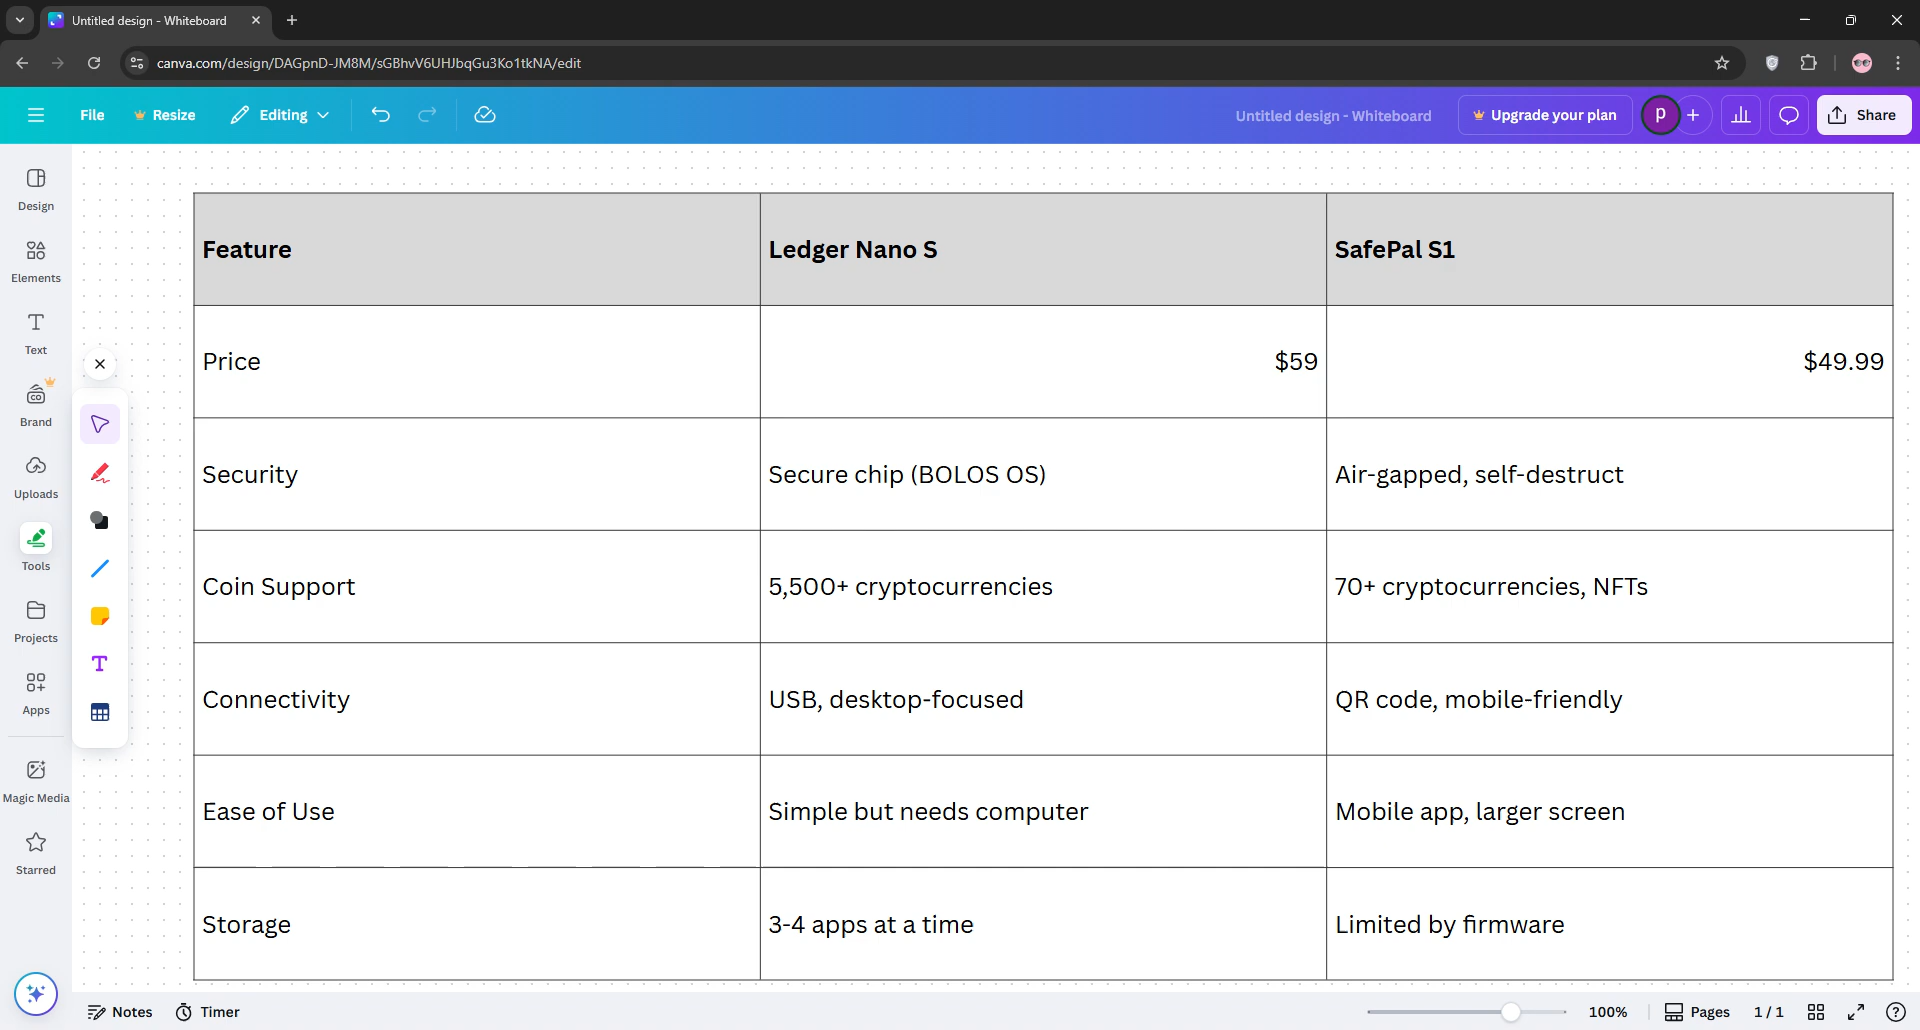 Untitled design - Whiteboard
canva.com/design/DAGpnD-JM8M/sGBhvV6UHJbqGu3Ko1tkNA/edit
File Resize Editing Untitled design - Whiteboard Upgrade your plan P Share
Design
Elements
Text
Brand
Uploads
Tools
Projects
Apps
Magic Media
Starred
Feature Ledger Nano S SafePal S1
Price $59 $49.99
Security Secure chip (BOLOS OS) Air-gapped, self-destruct
Coin Support 5,500+ cryptocurrencies 70+ cryptocurrencies, NFTs
Connectivity USB, desktop-focused QR code, mobile-friendly
Ease of Use Simple but needs computer Mobile app, larger screen
Storage 3-4 apps at a time Limited by firmware
Notes Timer 100% Pages 1 / 1